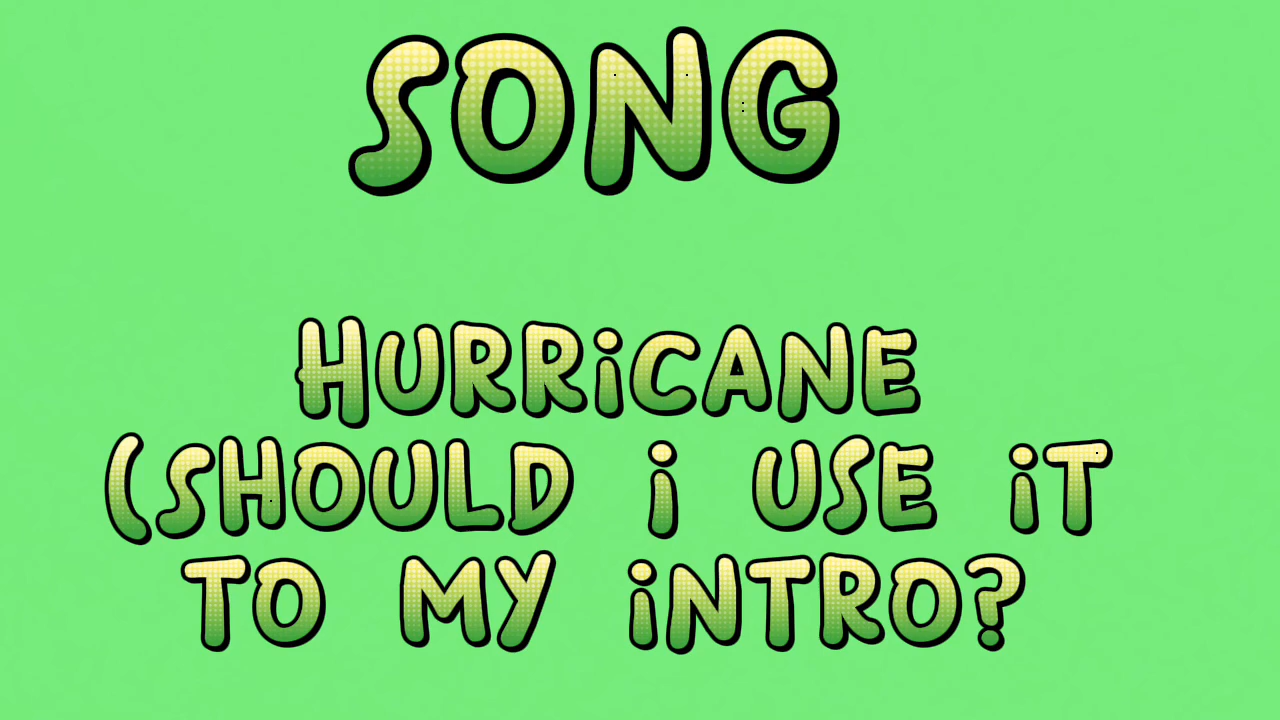 SONG
HURRiCANE
(SHOULD i USE iT
TO MY iNTRO?